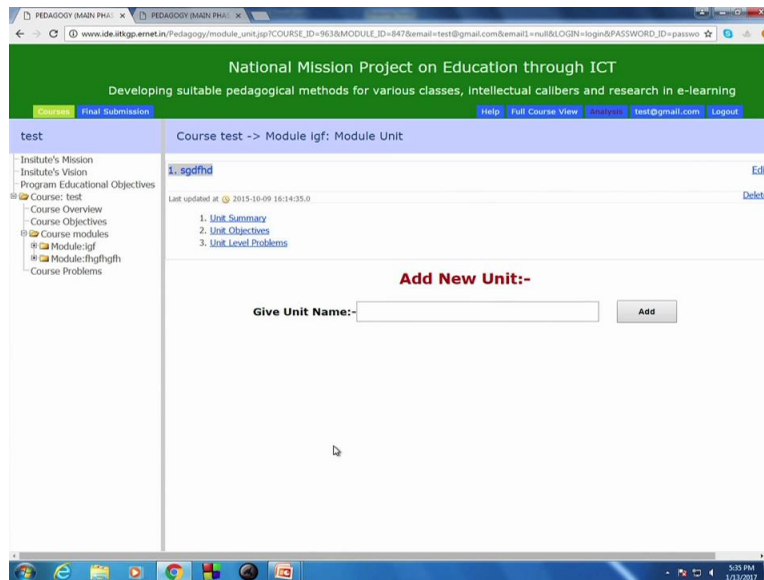 PEDAGOGY (MAIN PHAS
PEDAGOGY (MAIN PHAS
www.ide.iitkgp.ernet.in/Pedagogy/module_unit.jsp?COURSE_ID=963&MODULE_ID=847&email=test@gmail.com&email1=null&LOGIN=login&PASSWORD_ID=passwo
National Mission Project on Education through ICT
Developing suitable pedagogical methods for various classes, intellectual calibers and research in e-learning
Courses Final Submission Help Full Course View Analysis test@gmail.com Logout
test
Course test -> Module igf: Module Unit
Insitute's Mission
Insitute's Vision
Program Educational Objectives
Course: test
Course Overview
Course Objectives
Course modules
Module:igf
Module:fhgfhgfh
Course Problems
1. sgdfhd
Edi
Last updated at 2015-10-09 16:14:35.0
Delet
1. Unit Summary
2. Unit Objectives
3. Unit Level Problems
Add New Unit:-
Give Unit Name:- Add
5:35 PM
1/13/2017